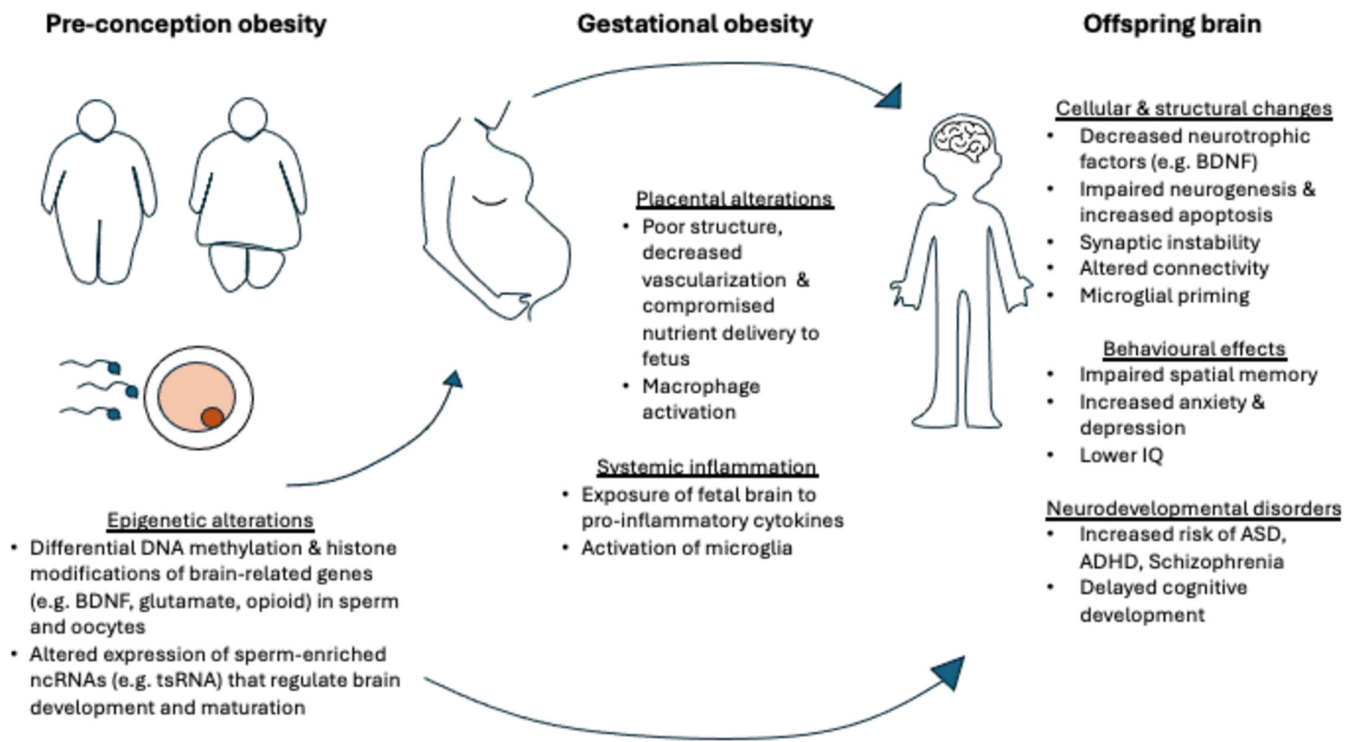 Pre-conception obesity
Gestational obesity
Offspring brain
Epigenetic alterations
• Differential DNA methylation & histone
modifications of brain-related genes
(e.g. BDNF, glutamate, opioid) in sperm
and oocytes
• Altered expression of sperm-enriched
ncRNAs (e.g. tsRNA) that regulate brain
development and maturation
Placental alterations
• Poor structure,
decreased
vascularization &
compromised
nutrient delivery to
fetus
• Macrophage
activation
Systemic inflammation
• Exposure of fetal brain to
pro-inflammatory cytokines
• Activation of microglia
Cellular & structural changes
• Decreased neurotrophic
factors (e.g. BDNF)
• Impaired neurogenesis &
increased apoptosis
• Synaptic instability
• Altered connectivity
• Microglial priming
Behavioural effects
• Impaired spatial memory
• Increased anxiety &
depression
• Lower IQ
Neurodevelopmental disorders
• Increased risk of ASD,
ADHD, Schizophrenia
• Delayed cognitive
development